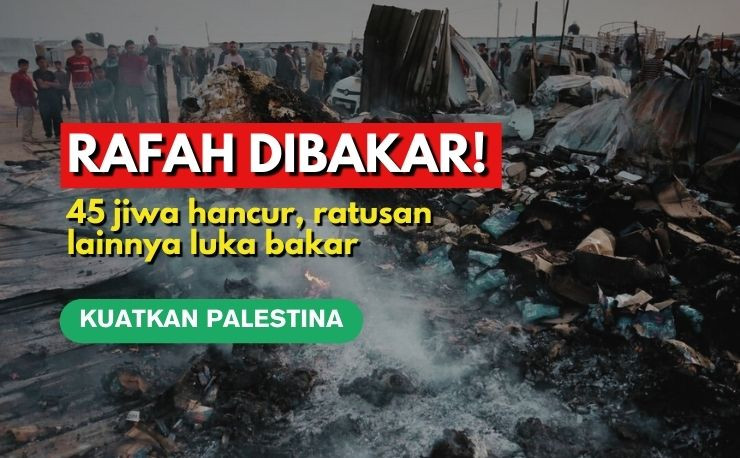 RAFAH DIBAKAR!
45 jiwa hancur, ratusan
lainnya luka bakar
KUATKAN PALESTINA